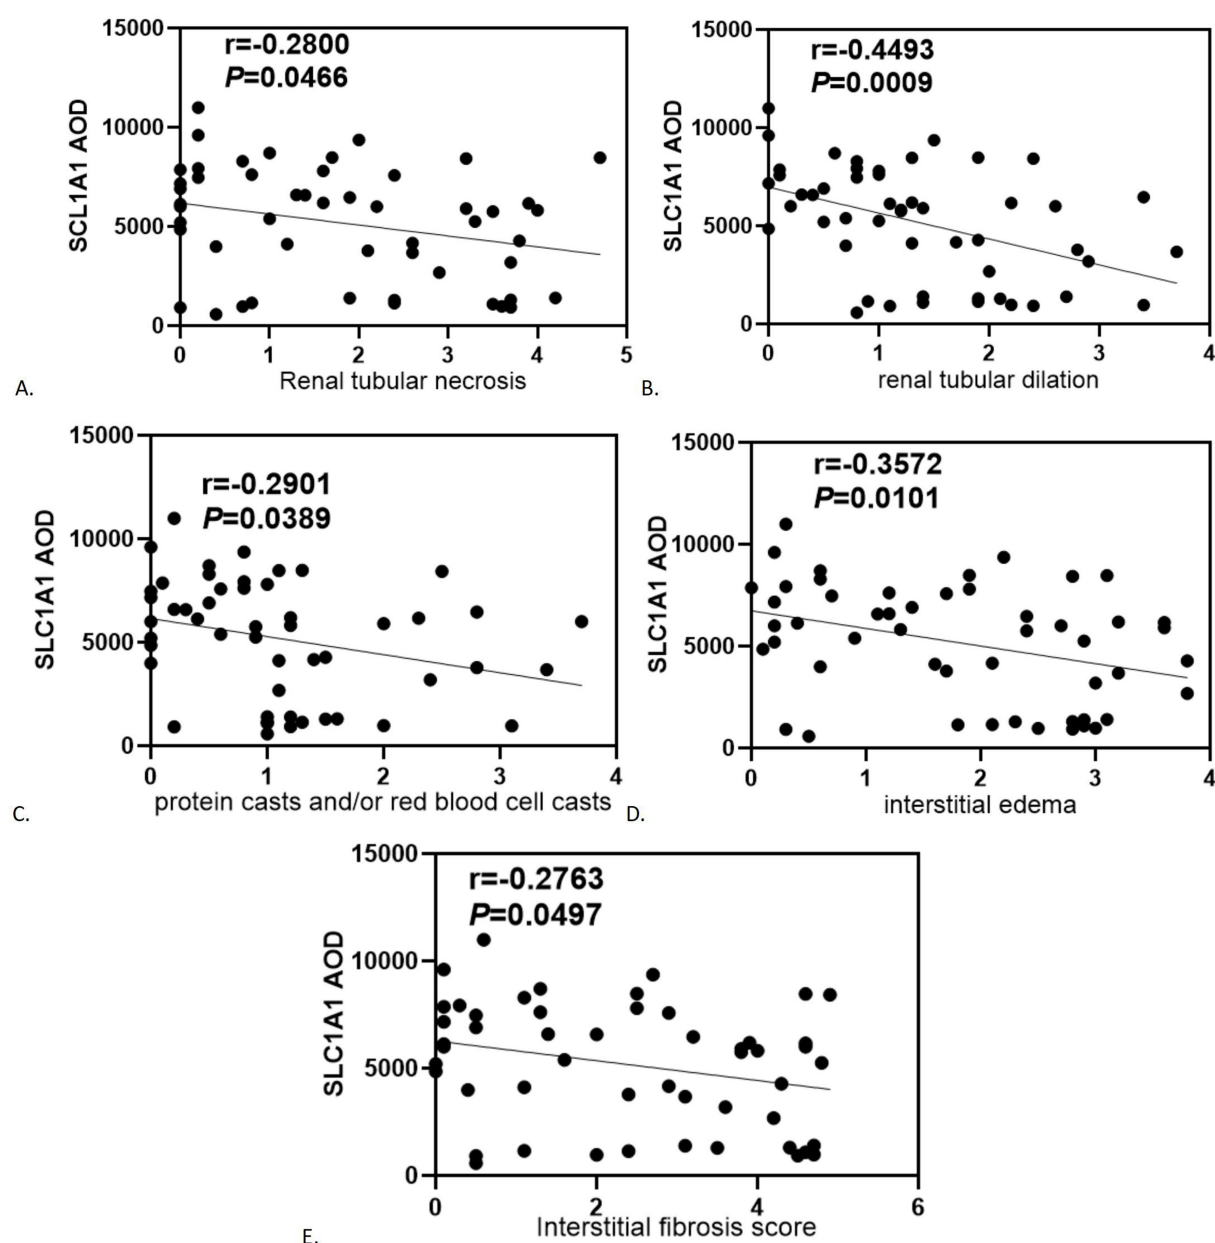 15000
r=-0.2800
P=0.0466
10000
SCL1A1 AOD
5000
0
0 1 2 3 4 5
Renal tubular necrosis
A.
15000
r=-0.4493
P=0.0009
10000
SLC1A1 AOD
5000
0
0 1 2 3 4
renal tubular dilation
B.
15000
r=-0.2901
P=0.0389
10000
SLC1A1 AOD
5000
0
0 1 2 3 4
protein casts and/or red blood cell casts
C.
15000
r=-0.3572
P=0.0101
10000
SLC1A1 AOD
5000
0
0 1 2 3 4
interstitial edema
D.
15000
r=-0.2763
P=0.0497
10000
SLC1A1 AOD
5000
0
0 2 4 6
Interstitial fibrosis score
E.